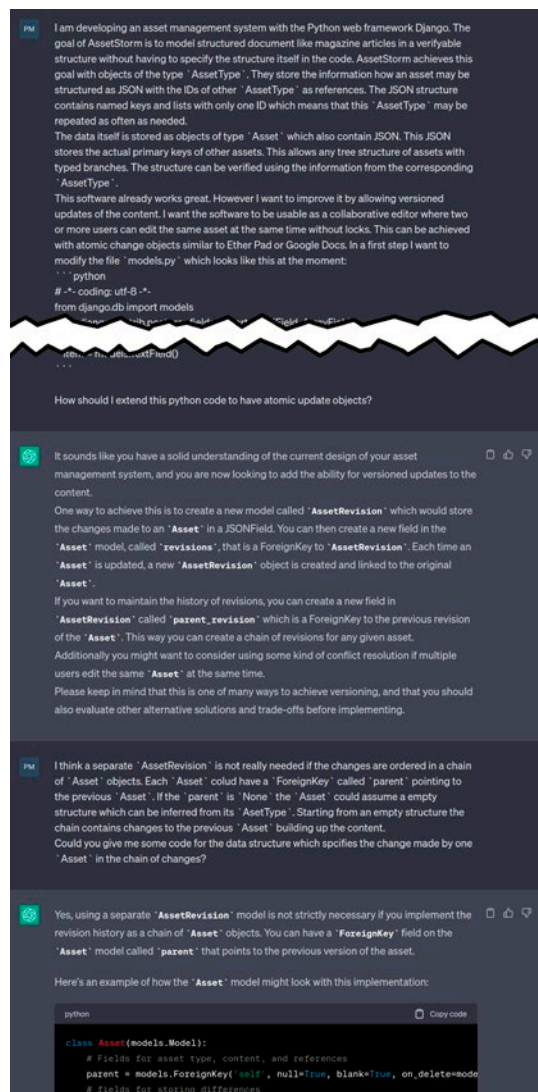 PM
I am developing an asset management system with the Python web framework Django. The
goal of AssetStorm is to model structured document like magazine articles in a verifyable
structure without having to specify the structure itself in the code. AssetStorm achieves this
goal with objects of the type `AssetType`. They store the information how an asset may be
structured as JSON with the IDs of other `AssetType` as references. The JSON structure
contains named keys and lists with only one ID which means that this `AssetType` may be
repeated as often as needed.
The data itself is stored as objects of type `Asset` which also contain JSON. This JSON
stores the actual primary keys of other assets. This allows any tree structure of assets with
typed branches. The structure can be verified using the information from the corresponding
`AssetType`.
This software already works great. However I want to improve it by allowing versioned
updates of the content. I want the software to be usable as a collaborative editor where two
or more users can edit the same asset at the same time without locks. This can be achieved
with atomic change objects similar to Ether Pad or Google Docs. In a first step I want to
modify the file `models.py` which looks like this at the moment:
```python
# -*- coding: utf-8 -*-
from django.db import models
```
How should I extend this python code to have atomic update objects?
It sounds like you have a solid understanding of the current design of your asset
management system, and you are now looking to add the ability for versioned updates to the
content.
One way to achieve this is to create a new model called `AssetRevision` which would store
the changes made to an `Asset` in a JSONField. You can then create a new field in the
`Asset` model, called `revisions`, that is a ForeignKey to `AssetRevision`. Each time an
`Asset` is updated, a new `AssetRevision` object is created and linked to the original
`Asset`.
If you want to maintain the history of revisions, you can create a new field in
`AssetRevision` called `parent_revision` which is a ForeignKey to the previous revision
of the `Asset`. This way you can create a chain of revisions for any given asset.
Additionally you might want to consider using some kind of conflict resolution if multiple
users edit the same `Asset` at the same time.
Please keep in mind that this is one of many ways to achieve versioning, and that you should
also evaluate other alternative solutions and trade-offs before implementing.
PM
I think a separate `AssetRevision` is not really needed if the changes are ordered in a chain
of `Asset` objects. Each `Asset` colud have a `ForeignKey` called `parent` pointing to
the previous `Asset`. If the `parent` is `None` the `Asset` could assume a empty
structure which can be inferred from its `AsetType`. Starting from an empty structure the
chain contains changes to the previous `Asset` building up the content.
Could you give me some code for the data structure which spcifies the change made by one
`Asset` in the chain of changes?
Yes, using a separate `AssetRevision` model is not strictly necessary if you implement the
revision history as a chain of `Asset` objects. You can have a `ForeignKey` field on the
`Asset` model called `parent` that points to the previous version of the asset.
Here's an example of how the `Asset` model might look with this implementation:
python
Copy code
class Asset(models.Model):
# Fields for asset type, content, and references
parent = models.ForeignKey('self', null=True, blank=True, on_delete=mode
# fields for storing differences